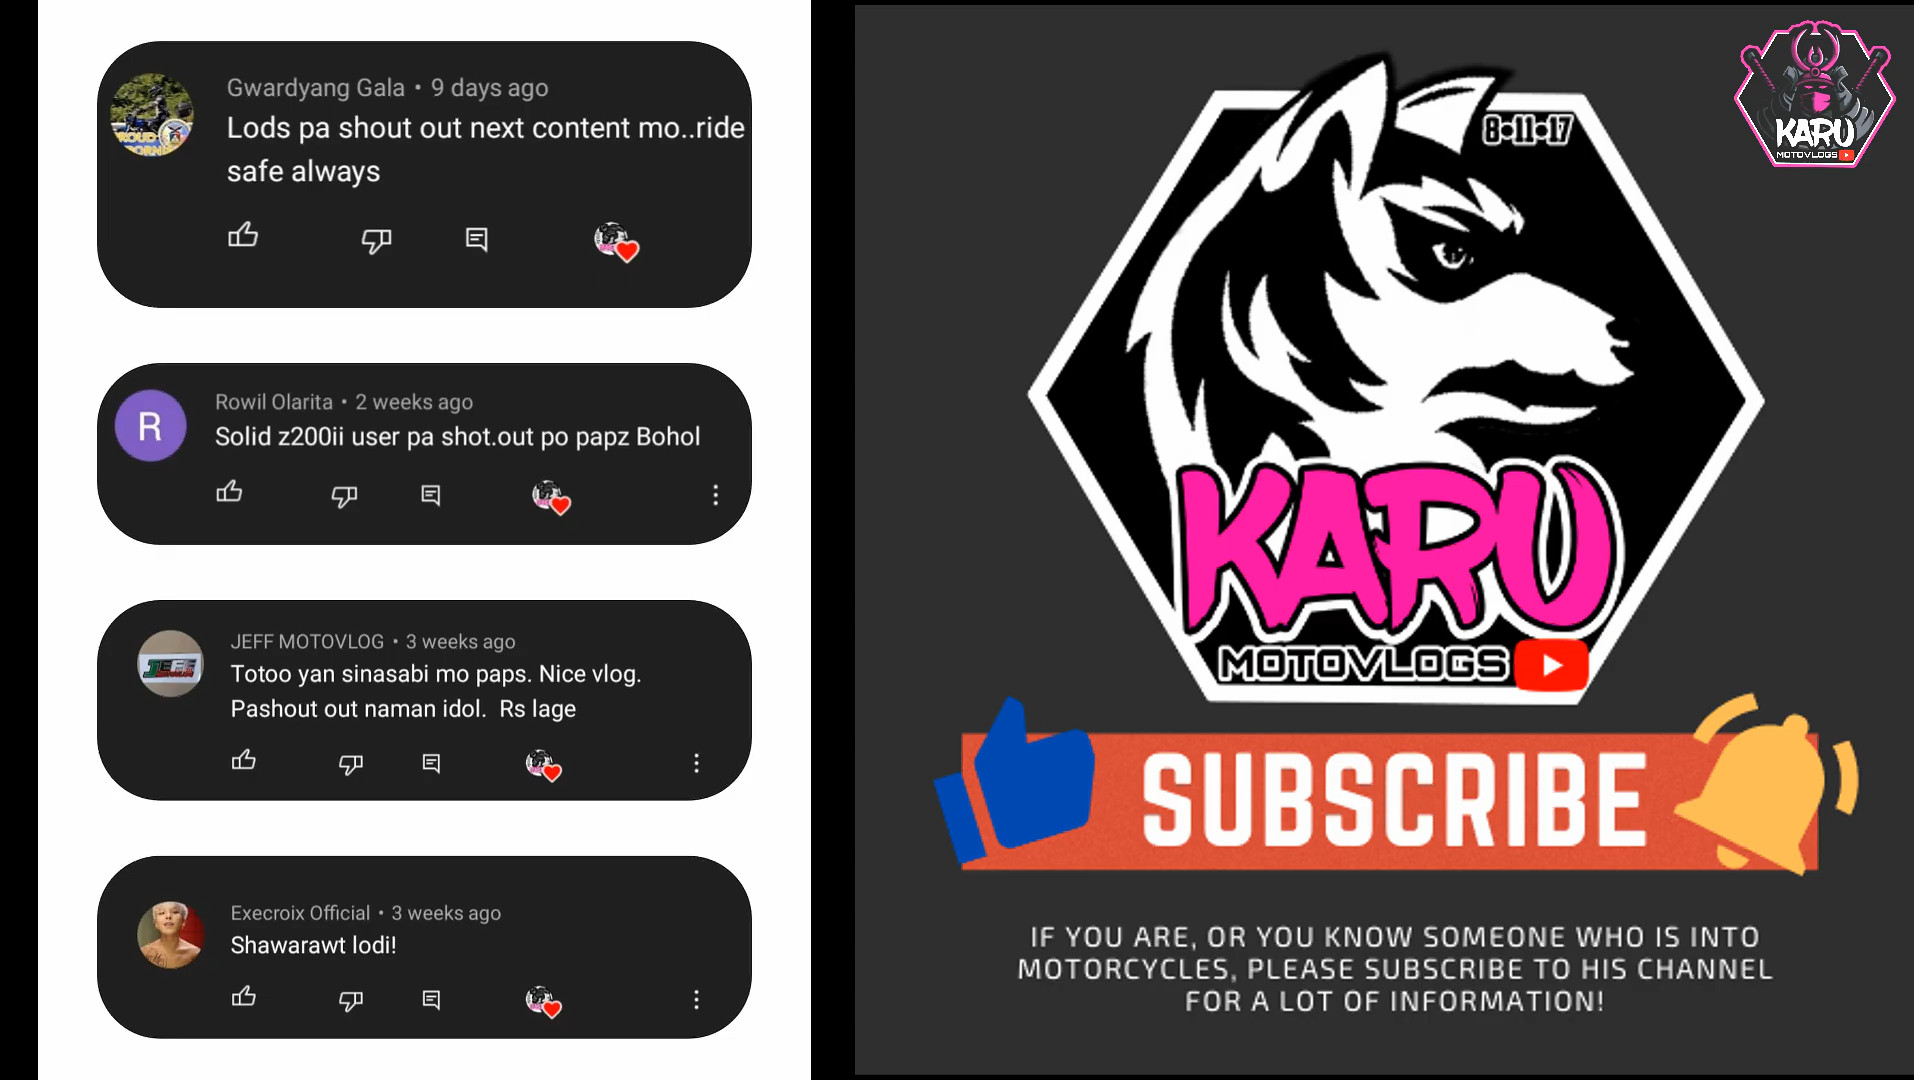 Gwardyang Gala • 9 days ago
Lods pa shout out next content mo..ride
safe always
R
Rowil Olarita • 2 weeks ago
Solid z200ii user pa shot.out po papz Bohol
JEFF MOTOVLOG • 3 weeks ago
Totoo yan sinasabi mo paps. Nice vlog.
Pashout out naman idol.  Rs lage
JEFF
Execroix Official • 3 weeks ago
Shawarawt lodi!
8•11•17
KARU
MOTOVLOGS
SUBSCRIBE
IF YOU ARE, OR YOU KNOW SOMEONE WHO IS INTO
MOTORCYCLES, PLEASE SUBSCRIBE TO HIS CHANNEL
FOR A LOT OF INFORMATION!
KARU
MOTOVLOGS